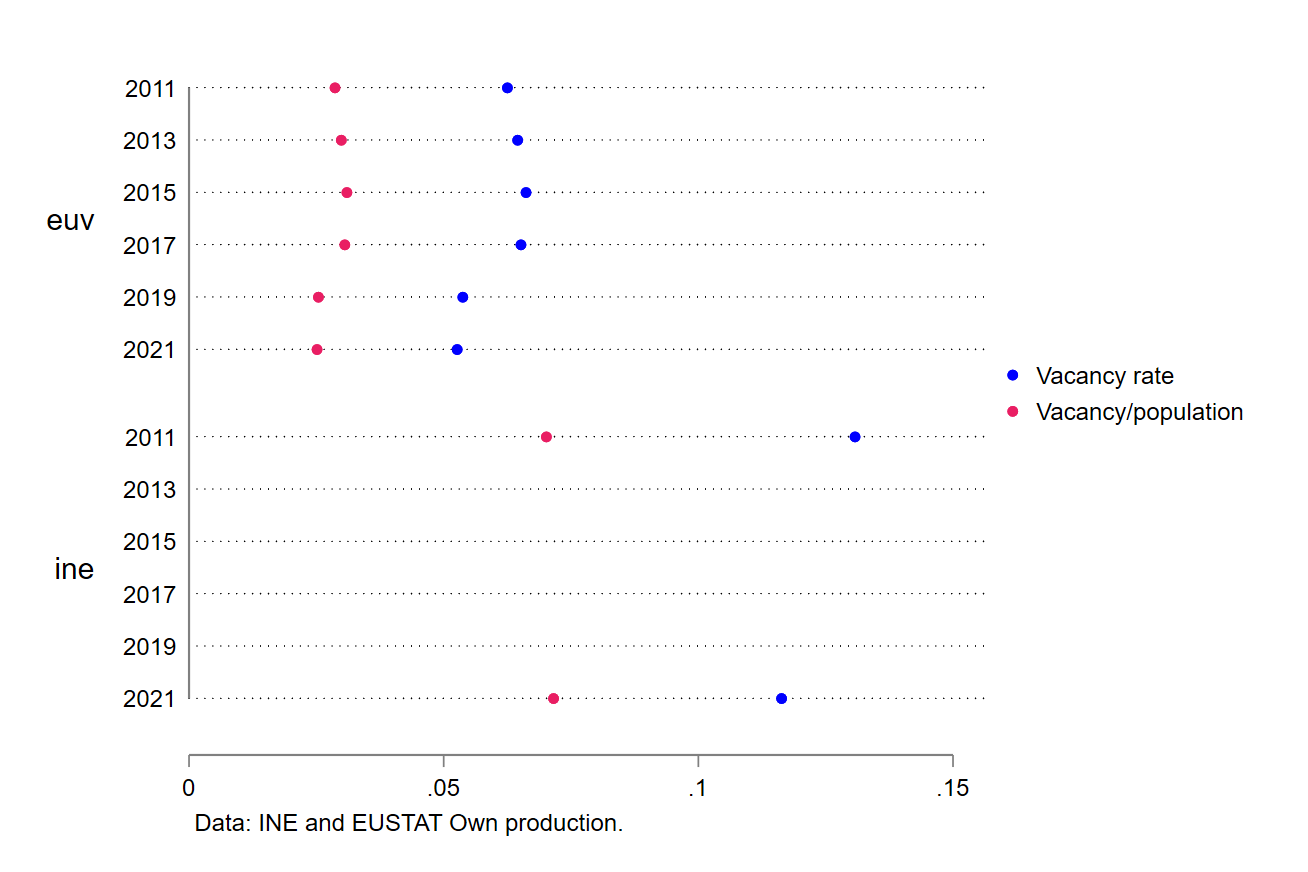 euv
2011
2013
2015
2017
2019
2021
ine
2011
2013
2015
2017
2019
2021
Vacancy rate
Vacancy/population
0 .05 .1 .15
Data: INE and EUSTAT Own production.